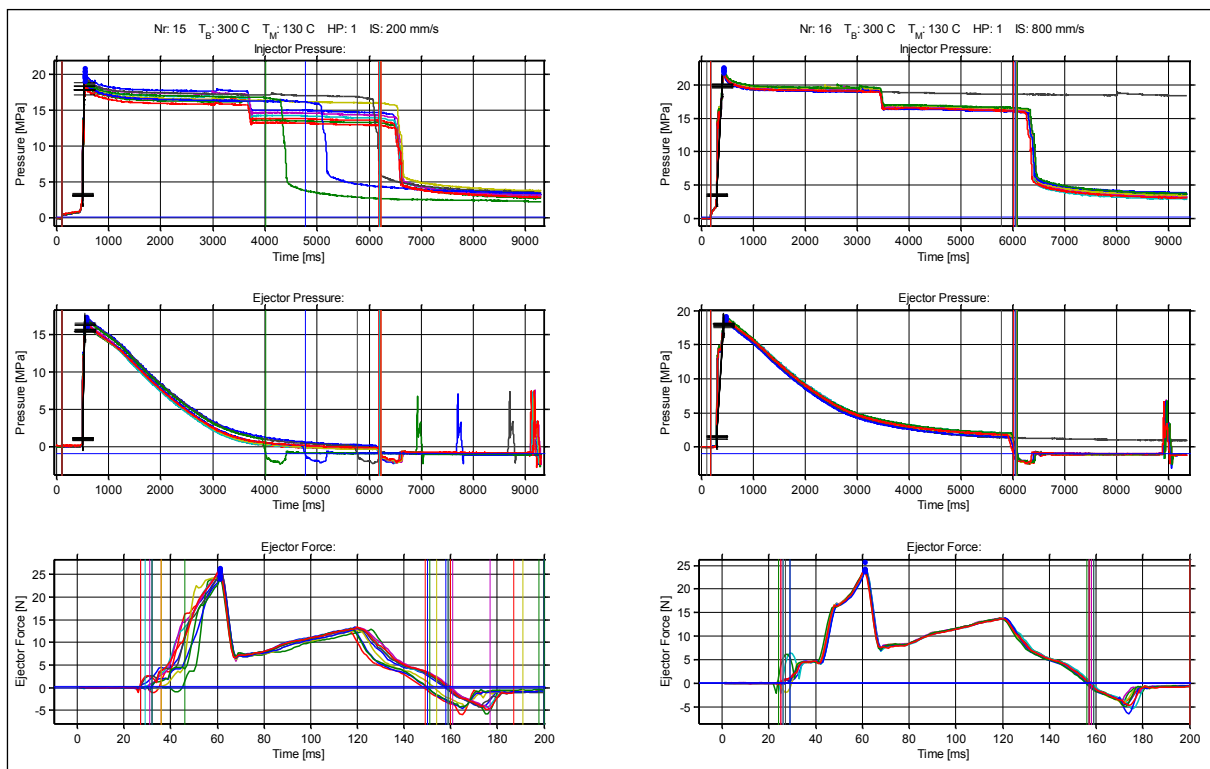 Nr: 15 TB: 300 C TM: 130 C HP: 1 IS: 200 mm/s
Injector Pressure:
Pressure [MPa]
20
15
10
5
0
0 1000 2000 3000 4000 5000 6000 7000 8000 9000
Time [ms]
Ejector Pressure:
Pressure [MPa]
15
10
5
0
0 1000 2000 3000 4000 5000 6000 7000 8000 9000
Time [ms]
Ejector Force:
Ejector Force [N]
25
20
15
10
5
0
-5
0 20 40 60 80 100 120 140 160 180 200
Time [ms]
Nr: 16 TB: 300 C TM: 130 C HP: 1 IS: 800 mm/s
Injector Pressure:
Pressure [MPa]
20
15
10
5
0
0 1000 2000 3000 4000 5000 6000 7000 8000 9000
Time [ms]
Ejector Pressure:
Pressure [MPa]
20
15
10
5
0
0 1000 2000 3000 4000 5000 6000 7000 8000 9000
Time [ms]
Ejector Force:
Ejector Force [N]
25
20
15
10
5
0
-5
0 20 40 60 80 100 120 140 160 180 200
Time [ms]